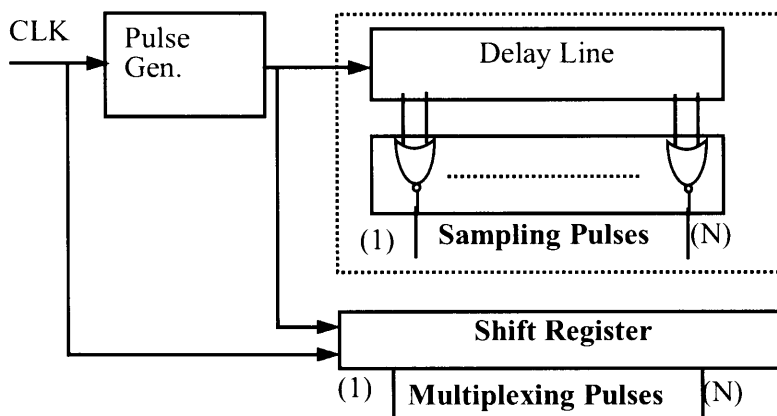 CLK
Pulse
Gen.
Delay Line
(1)
Sampling Pulses
(N)
Shift Register
(1)
Multiplexing Pulses
(N)